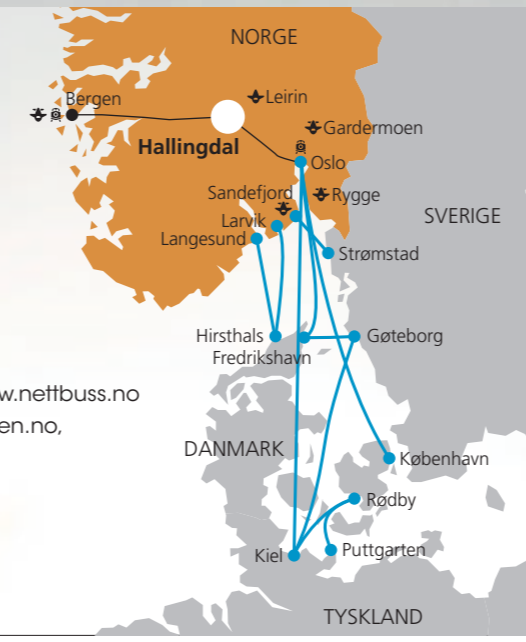 NORGE
Bergen
Leirin
Hallingdal
Gardermoen
Oslo
Sandefjord
Rygge
Larvik
SVERIGE
Langesund
Strømstad
Hirsthals
Gøteborg
Fredrikshavn
w.nettbuss.no
en.no,
DANMARK
København
Rødby
Kiel
Puttgarten
TYSKLAND